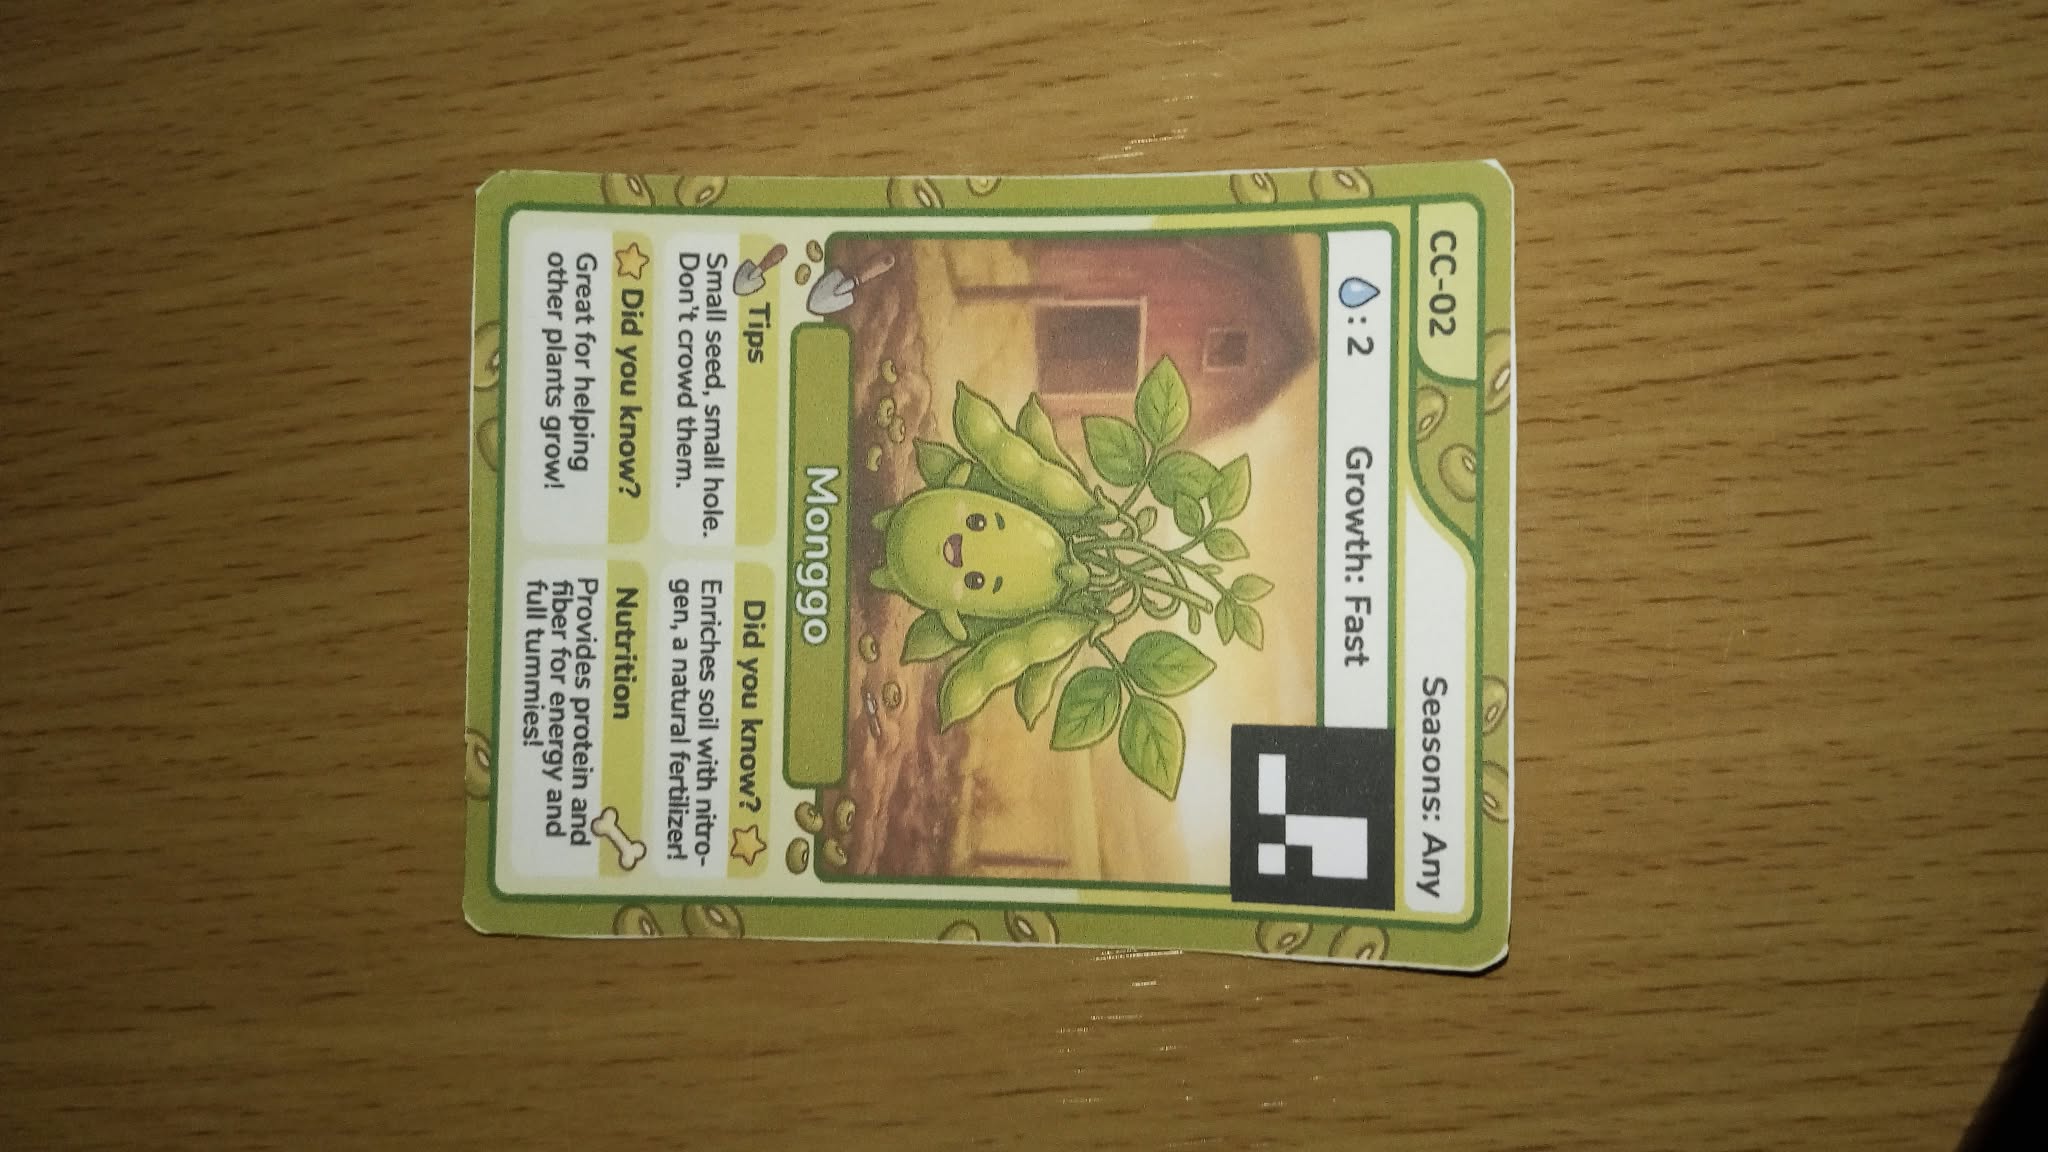 CC-02
Seasons: Any
: 2
Growth: Fast
Monggo
Tips
Small seed, small hole.
Don't crowd them.
Did you know?
Enriches soil with nitro-
gen, a natural fertilizer!
Did you know?
Great for helping
other plants grow!
Nutrition
Provides protein and
fiber for energy and
full tummies!